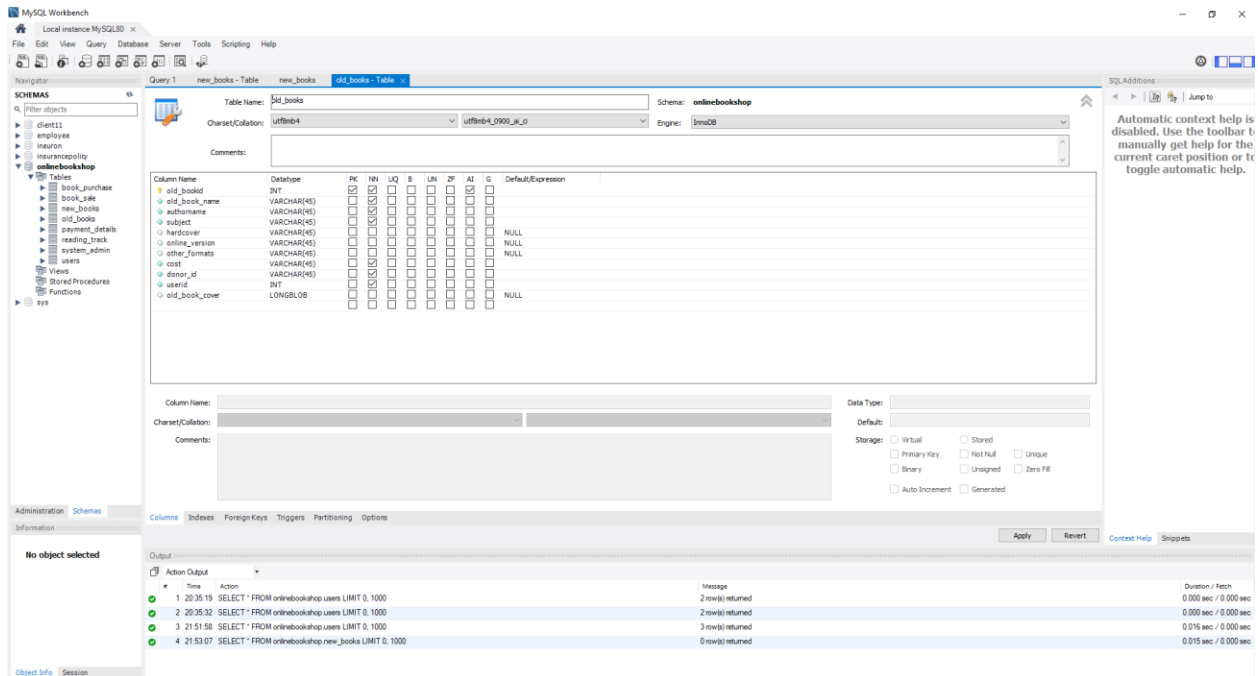 MySQL Workbench
Local instance MySQL80 ×
File Edit View Query Database Server Tools Scripting Help
Navigator
SCHEMAS
Filter objects
client11
employee
ineuron
insurancepolicy
onlinebookshop
Tables
book_purchase
book_sale
new_books
old_books
payment_details
reading_track
system_admin
users
Views
Stored Procedures
Functions
sys
Administration Schemas
Information
No object selected
Object Info Session
Query 1 new_books - Table new_books old_books - Table ×
Table Name: old_books Schema: onlinebookshop
Charset/Collation: utf8mb4 utf8mb4_0900_ai_ci Engine: InnoDB
Comments:
Column Name Datatype PK NN UQ B UN ZF AI G Default/Expression
old_bookid INT
old_book_name VARCHAR(45)
authorname VARCHAR(45)
subject VARCHAR(45)
hardcover VARCHAR(45) NULL
online_version VARCHAR(45) NULL
other_formats VARCHAR(45) NULL
cost VARCHAR(45)
donor_id VARCHAR(45)
userid INT
old_book_cover LONGBLOB NULL
Column Name: Data Type:
Charset/Collation: Default:
Comments: Storage: Virtual Stored
Primary Key Not Null Unique
Binary Unsigned Zero Fill
Auto Increment Generated
Columns Indexes Foreign Keys Triggers Partitioning Options
Apply Revert
Output
Action Output
# Time Action Message Duration / Fetch
1 20:35:19 SELECT * FROM onlinebookshop.users LIMIT 0, 1000 2 row(s) returned 0.000 sec / 0.000 sec
2 20:35:32 SELECT * FROM onlinebookshop.users LIMIT 0, 1000 2 row(s) returned 0.000 sec / 0.000 sec
3 21:51:58 SELECT * FROM onlinebookshop.users LIMIT 0, 1000 3 row(s) returned 0.016 sec / 0.000 sec
4 21:53:07 SELECT * FROM onlinebookshop.new_books LIMIT 0, 1000 0 row(s) returned 0.015 sec / 0.000 sec
SQLAdditions
Jump to
Automatic context help is
disabled. Use the toolbar to
manually get help for the
current caret position or to
toggle automatic help.
Context Help Snippets